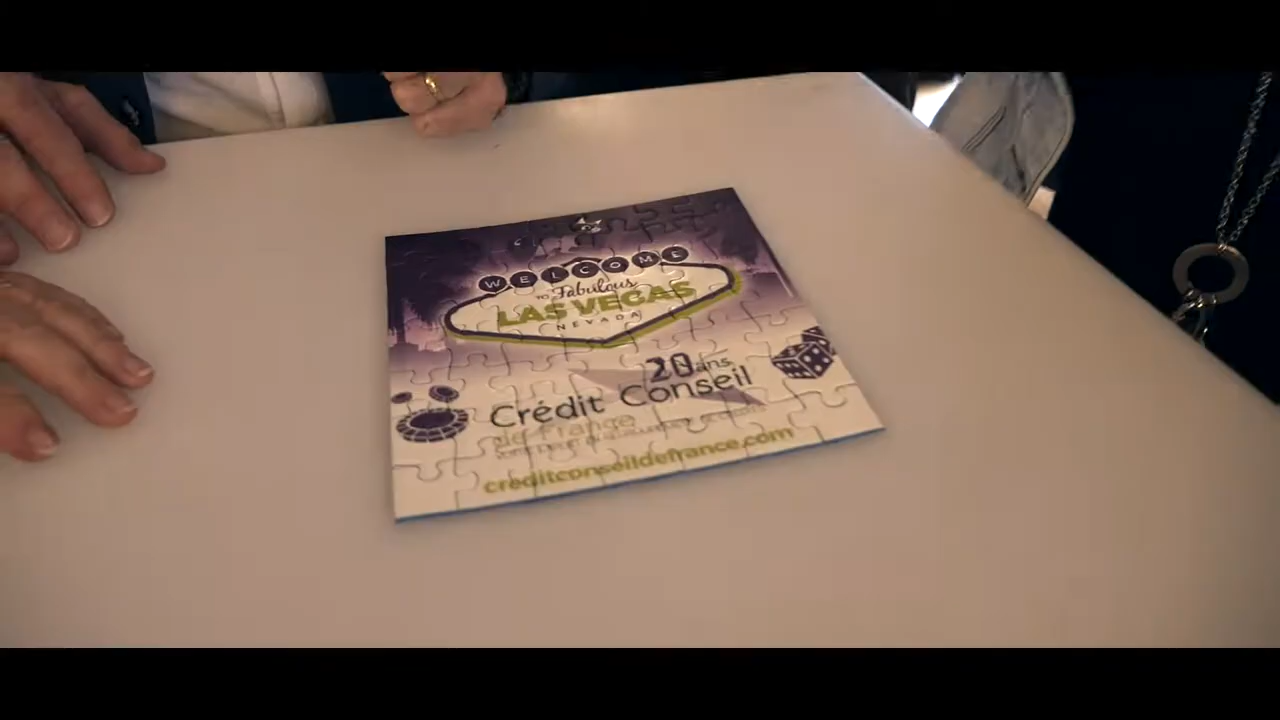 WELCOME
TO Fabulous
LAS VEGAS
NEVADA
20 ans
Crédit Conseil
de France
creditconseildefrance.com